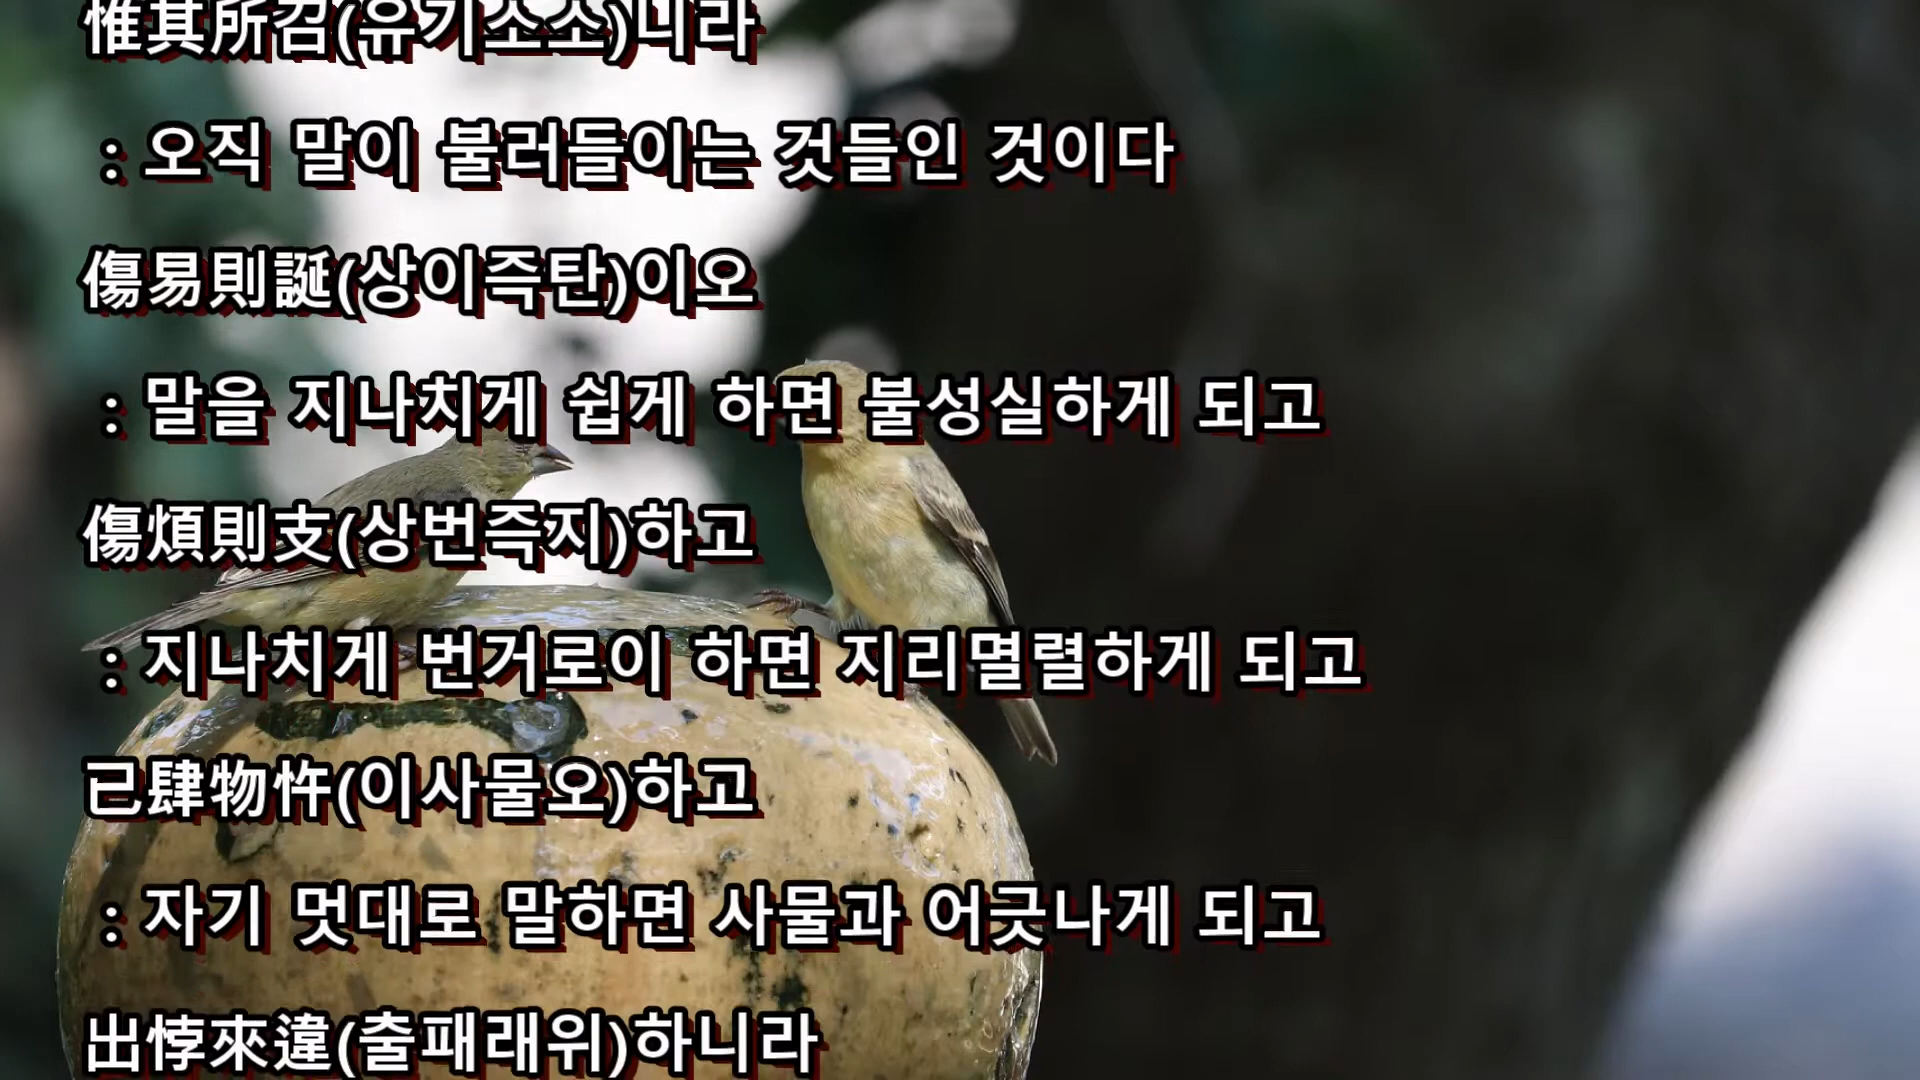 惟其所召(유기소소)니라
: 오직 말이 불러들이는 것들인 것이다
傷易則誕(상이즉탄)이오
: 말을 지나치게 쉽게 하면 불성실하게 되고
傷煩則支(상번즉지)하고
: 지나치게 번거로이 하면 지리멸렬하게 되고
已肆物忤(이사물오)하고
: 자기 멋대로 말하면 사물과 어긋나게 되고
出悖來違(출패래위)하니라